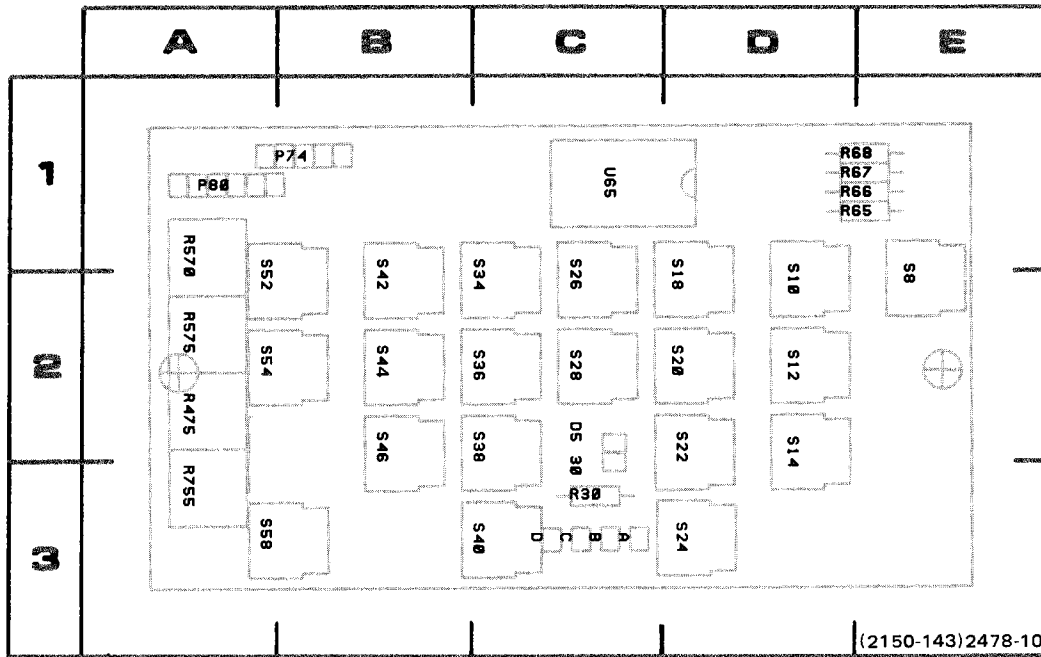 A B C D E
1
P74
P80
U65
R68
R67
R66
R65
R570
S52
S42
S34
S26
S18
S10
S8
2
R575
S54
S44
S36
S28
S20
S12
R475
S46
S38
D5 30
S22
S14
R755
R30
3
S58
S40
D C B A
S24
(2150-143)2478-10